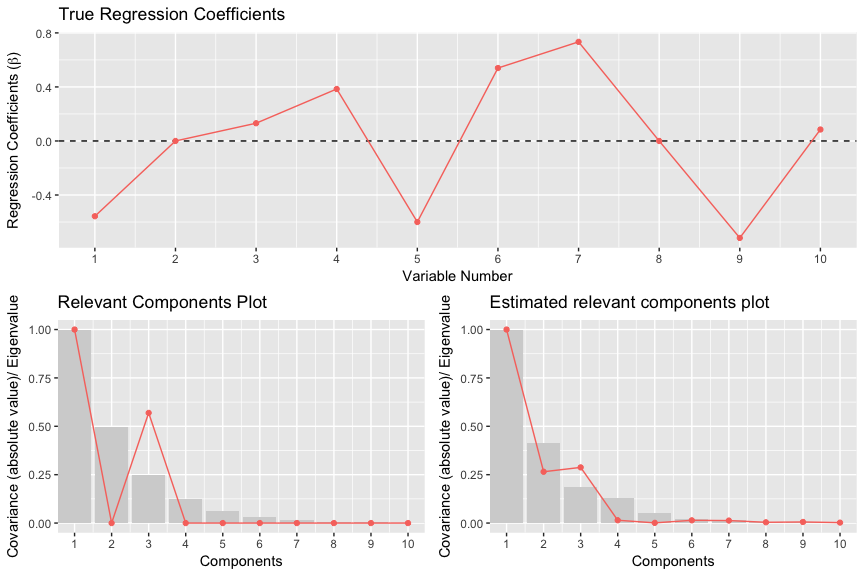 True Regression Coefficients
Regression Coefficients (β)
0.8
0.4
0.0
-0.4
1 2 3 4 5 6 7 8 9 10
Variable Number
Relevant Components Plot
Covariance (absolute value)/ Eigenvalue
1.00
0.75
0.50
0.25
0.00
1 2 3 4 5 6 7 8 9 10
Components
Estimated relevant components plot
Covariance (absolute value)/ Eigenvalue
1.00
0.75
0.50
0.25
0.00
1 2 3 4 5 6 7 8 9 10
Components